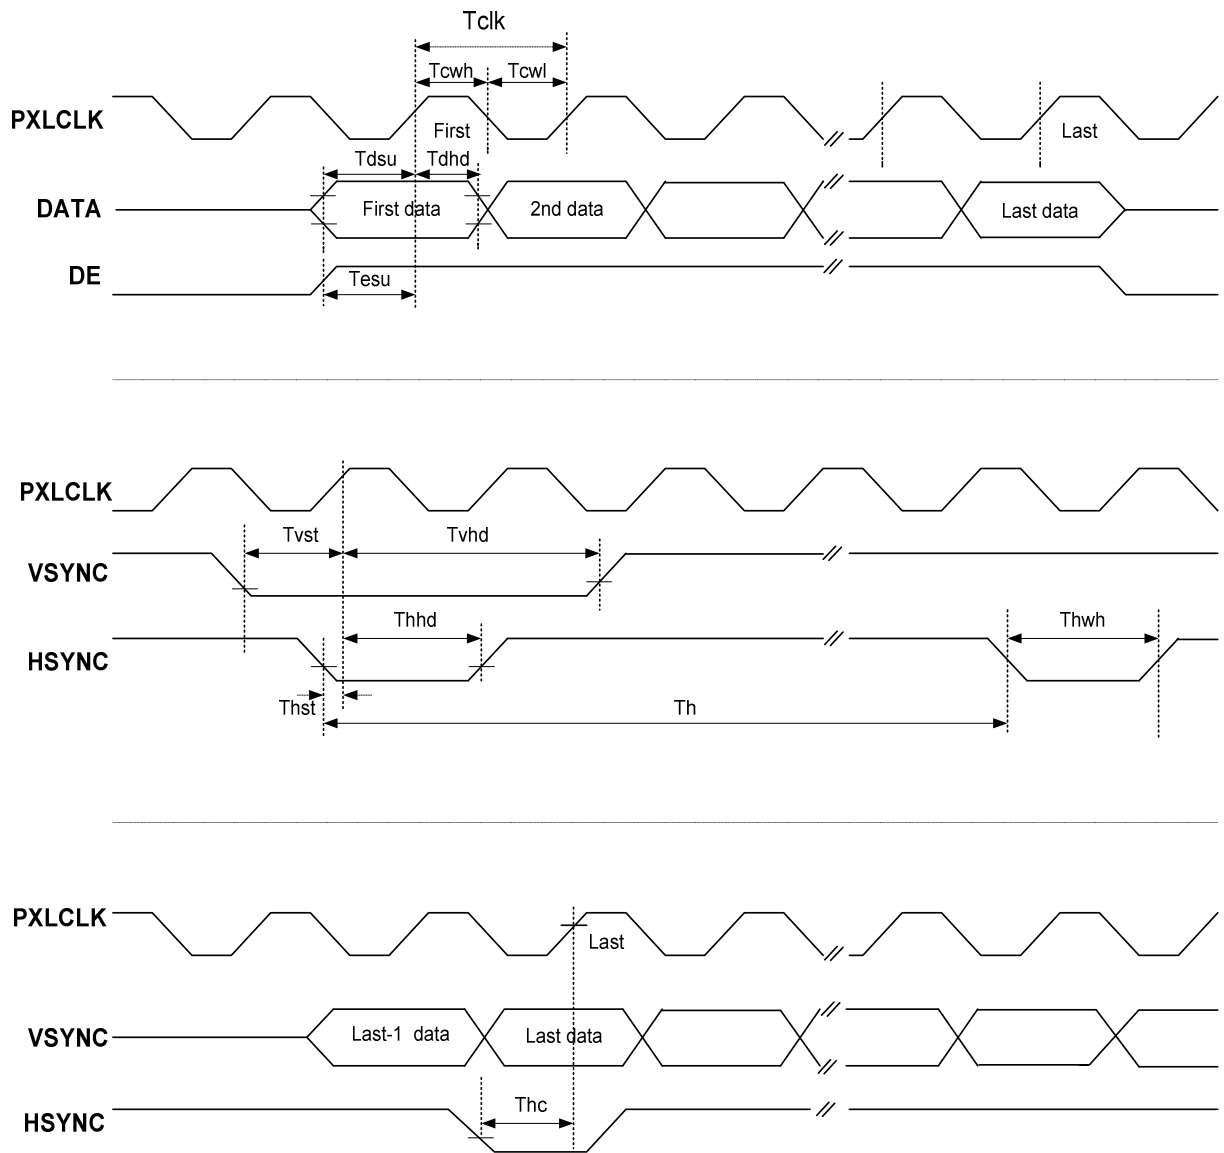 Tclk
Tcwh Tcwl
PXLCLK
First
Last
Tdsu Tdhd
DATA
First data
2nd data
Last data
DE
Tesu
PXLCLK
Tvst
Tvhd
VSYNC
Thhd
Thwh
HSYNC
Thst
Th
PXLCLK
Last
VSYNC
Last-1 data
Last data
Thc
HSYNC